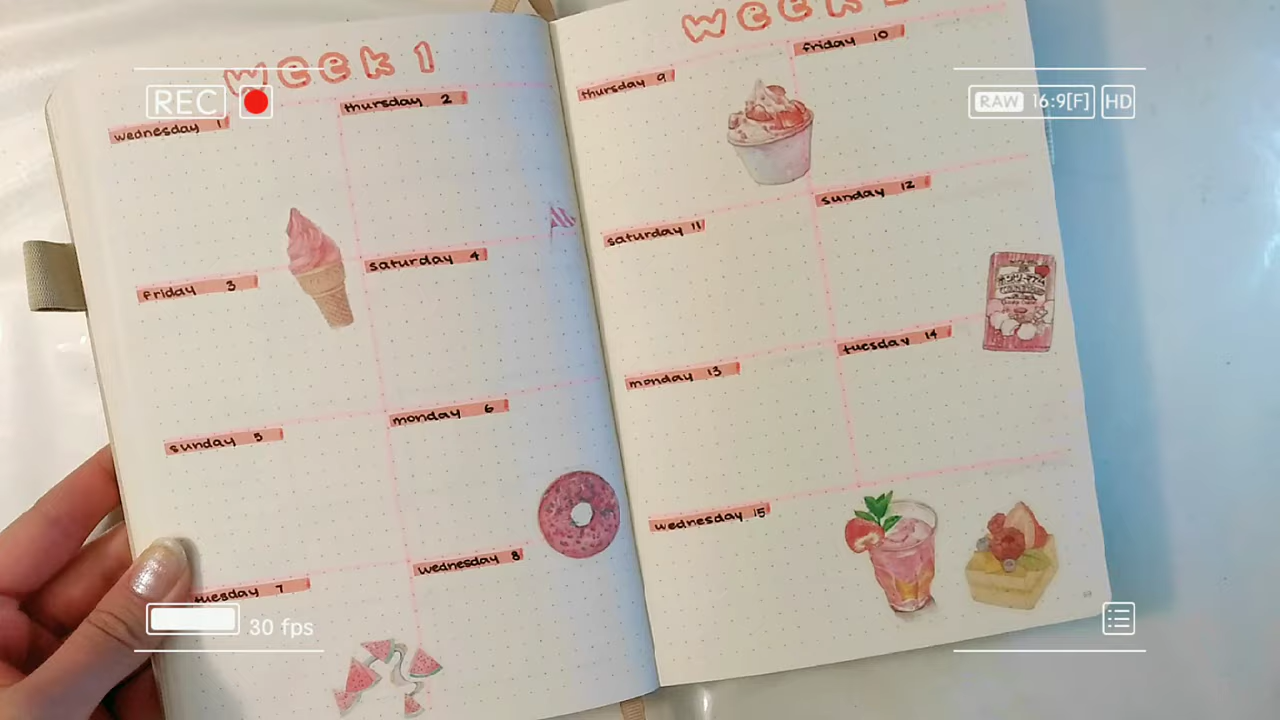 week 1
wednesday 1
thursday 2
friday 3
saturday 4
sunday 5
monday 6
tuesday 7
wednesday 8
week
thursday 9
friday 10
saturday 11
sunday 12
monday 13
tuesday 14
wednesday 15
REC
RAW 16:9[F] HD
30 fps